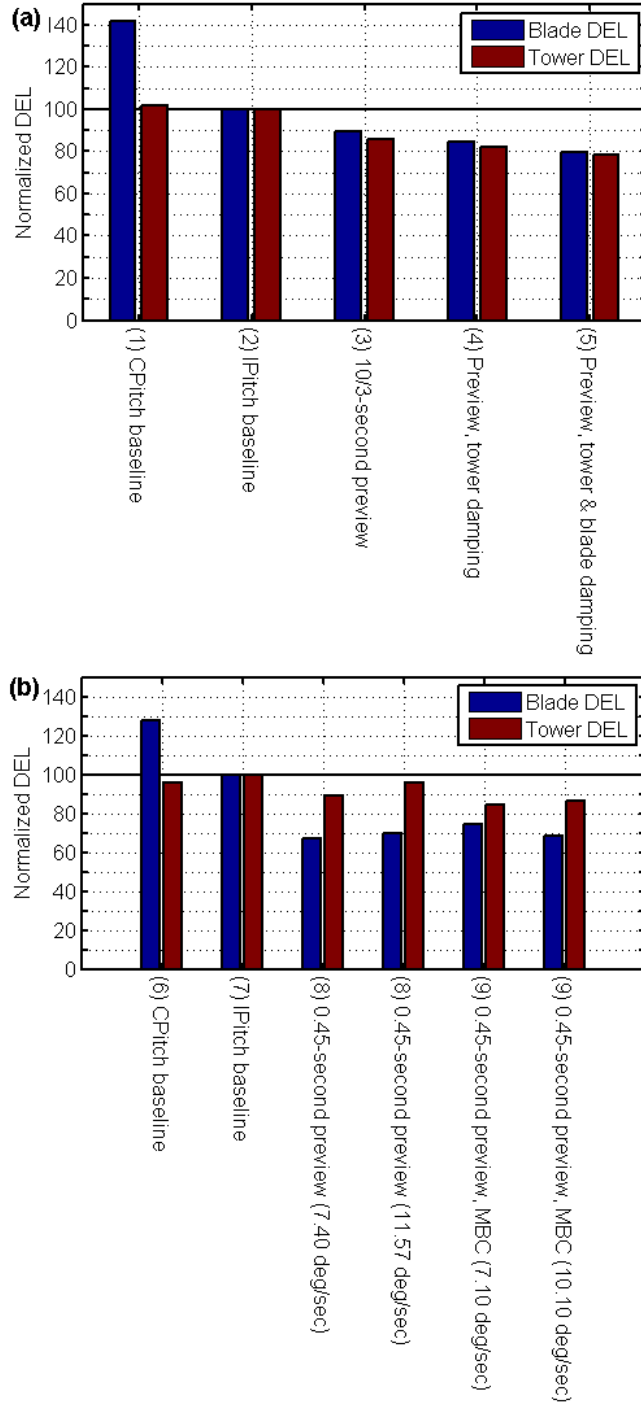 (a)
Normalized DEL
140
120
100
80
60
40
20
0
Blade DEL
Tower DEL
(1) CPitch baseline
(2) IPitch baseline
(3) 10/3-second preview
(4) Preview, tower damping
(5) Preview, tower & blade damping
(b)
Normalized DEL
140
120
100
80
60
40
20
0
Blade DEL
Tower DEL
(6) CPitch baseline
(7) IPitch baseline
(8) 0.45-second preview (7.40 deg/sec)
(8) 0.45-second preview (11.57 deg/sec)
(9) 0.45-second preview, MBC (7.10 deg/sec)
(9) 0.45-second preview, MBC (10.10 deg/sec)